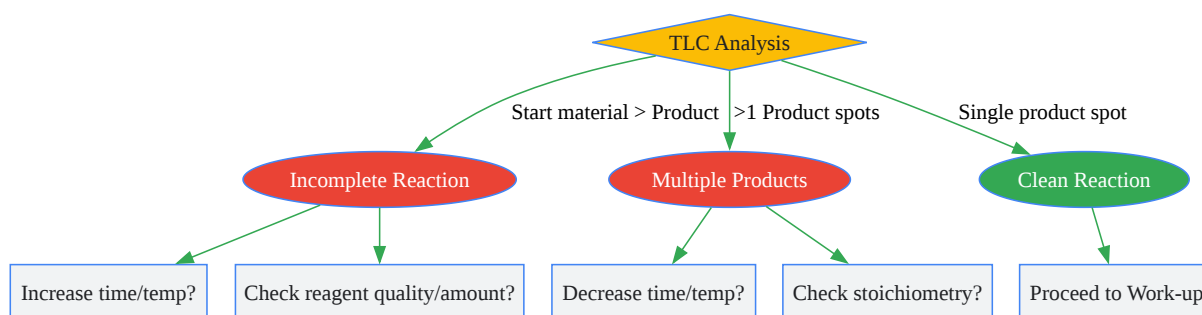 TLC Analysis
Start material > Product
>1 Product spots
Single product spot
Incomplete Reaction
Multiple Products
Clean Reaction
Increase time/temp?
Check reagent quality/amount?
Decrease time/temp?
Check stoichiometry?
Proceed to Work-up